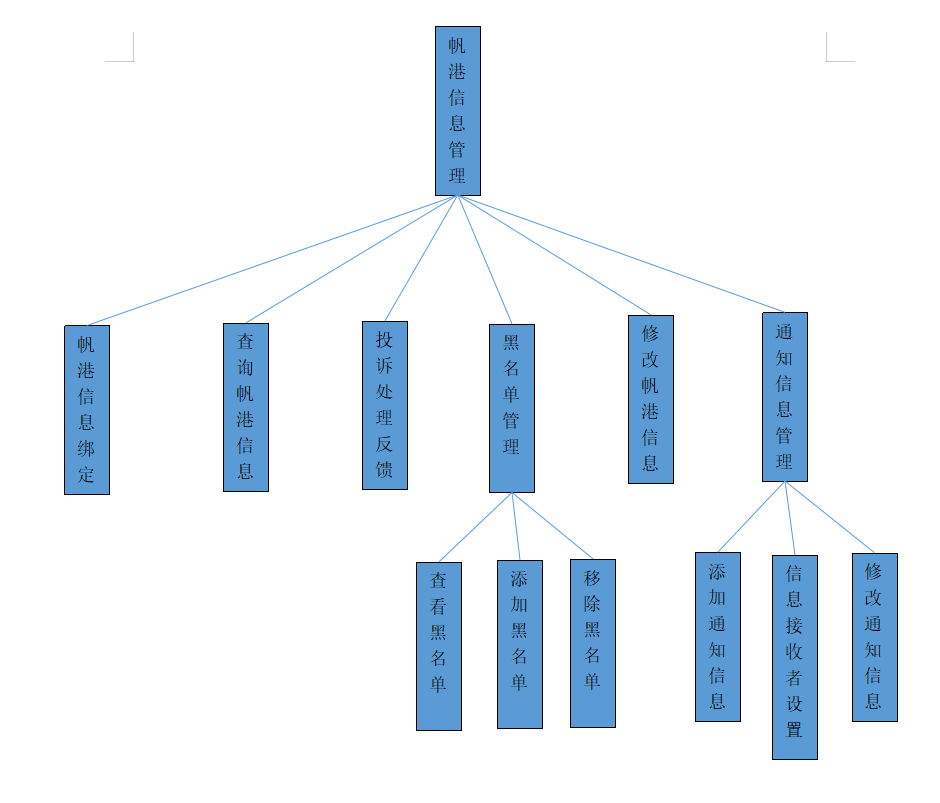 帆港信息管理
帆港信息绑定
查询帆港信息
投诉处理反馈
黑名单管理
修改帆港信息
通知信息管理
查看黑名单
添加黑名单
移除黑名单
添加通知信息
信息接收者设置
修改通知信息